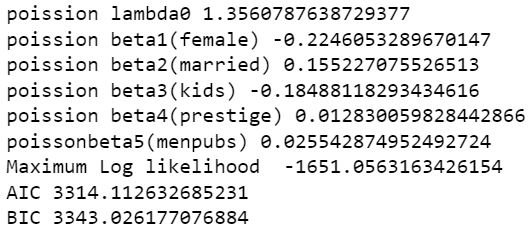 poission lambda0 1.3560787638729377
poission beta1(female) -0.2246053289670147
poission beta2(married) 0.155227075526513
poission beta3(kids) -0.18488118293434616
poission beta4(prestige) 0.012830059828442866
poissonbeta5(menpubs) 0.025542874952492724
Maximum Log likelihood  -1651.0563163426154
AIC 3314.112632685231
BIC 3343.026177076884